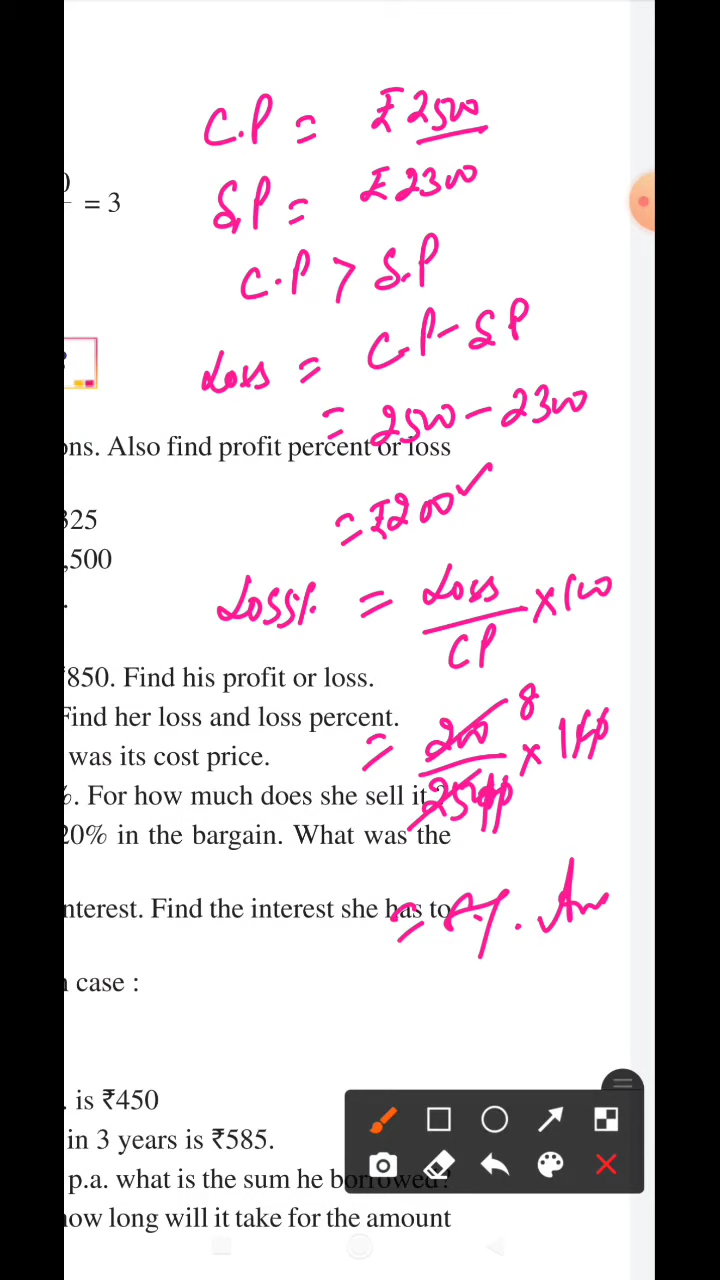 C.P = ₹2500
S.P = ₹2300
= 3
C.P > S.P
Loss = C.P - S.P
= 2500 - 2300
ons. Also find profit percent or loss
= ₹200 ✓
325
,500
Loss% = Loss/CP × 100
₹850. Find his profit or loss.
Find her loss and loss percent.
= 200/2500 × 100 8
was its cost price.
%. For how much does she sell it ?
20% in the bargain. What was the
nterest. Find the interest she has to
Ans
case :
. is ₹450
in 3 years is ₹585.
p.a. what is the sum he borrowed?
how long will it take for the amount